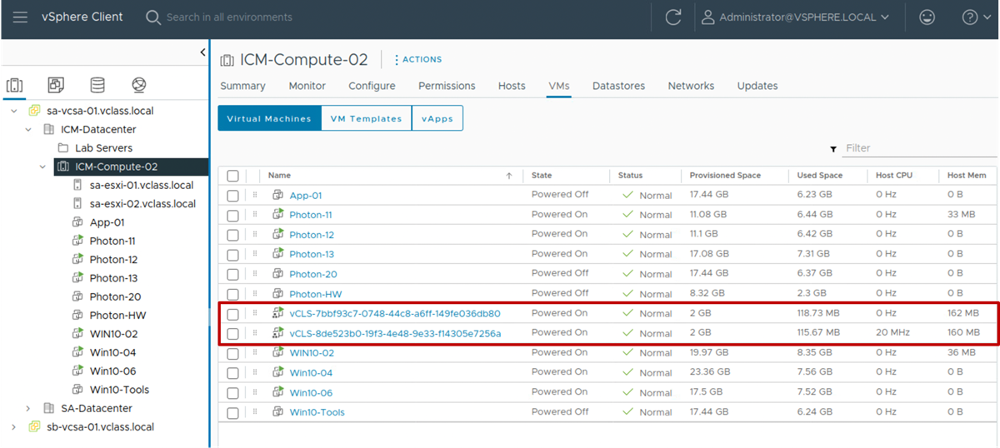 vSphere Client
Search in all environments
Administrator@VSPHERE.LOCAL
ICM-Compute-02
ACTIONS
Summary Monitor Configure Permissions Hosts VMs Datastores Networks Updates
Virtual Machines VM Templates vApps
Filter
sa-vcsa-01.vclass.local
ICM-Datacenter
Lab Servers
ICM-Compute-02
sa-esxi-01.vclass.local
sa-esxi-02.vclass.local
App-01
Photon-11
Photon-12
Photon-13
Photon-20
Photon-HW
WIN10-02
Win10-04
Win10-06
Win10-Tools
SA-Datacenter
sb-vcsa-01.vclass.local
Name State Status Provisioned Space Used Space Host CPU Host Mem
App-01 Powered Off Normal 17.44 GB 6.23 GB 0 Hz 0 B
Photon-11 Powered On Normal 11.08 GB 6.44 GB 0 Hz 33 MB
Photon-12 Powered On Normal 11.1 GB 6.42 GB 0 Hz 0 B
Photon-13 Powered On Normal 17.08 GB 7.31 GB 0 Hz 0 B
Photon-20 Powered Off Normal 17.44 GB 6.37 GB 0 Hz 0 B
Photon-HW Powered Off Normal 8.32 GB 2.3 GB 0 Hz 0 B
vCLS-7bbf93c7-0748-44c8-a6ff-149fe036db80 Powered On Normal 2 GB 118.73 MB 0 Hz 162 MB
vCLS-8de523b0-19f3-4e48-9e33-f14305e7256a Powered On Normal 2 GB 115.67 MB 20 MHz 160 MB
WIN10-02 Powered On Normal 19.97 GB 8.35 GB 0 Hz 36 MB
Win10-04 Powered On Normal 23.36 GB 7.56 GB 0 Hz 0 B
Win10-06 Powered On Normal 17.5 GB 7.52 GB 0 Hz 0 B
Win10-Tools Powered Off Normal 17.44 GB 6.24 GB 0 Hz 0 B